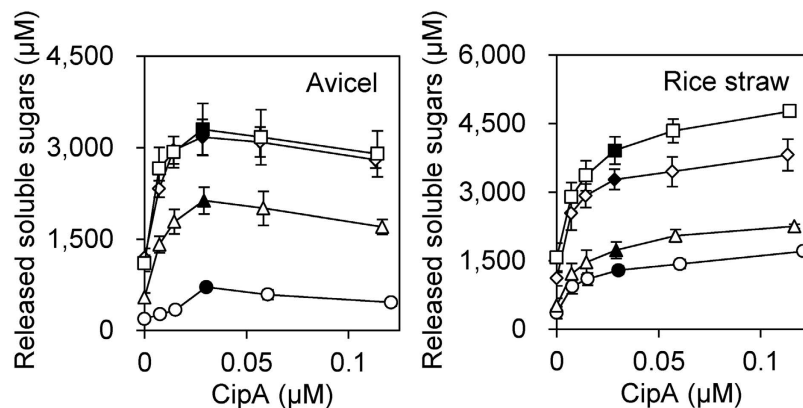 Released soluble sugars (µM)
4,500
3,000
1,500
0
Avicel
0
0.05
0.1
CipA (µM)
Released soluble sugars (µM)
6,000
4,500
3,000
1,500
0
Rice straw
0
0.05
0.1
CipA (µM)